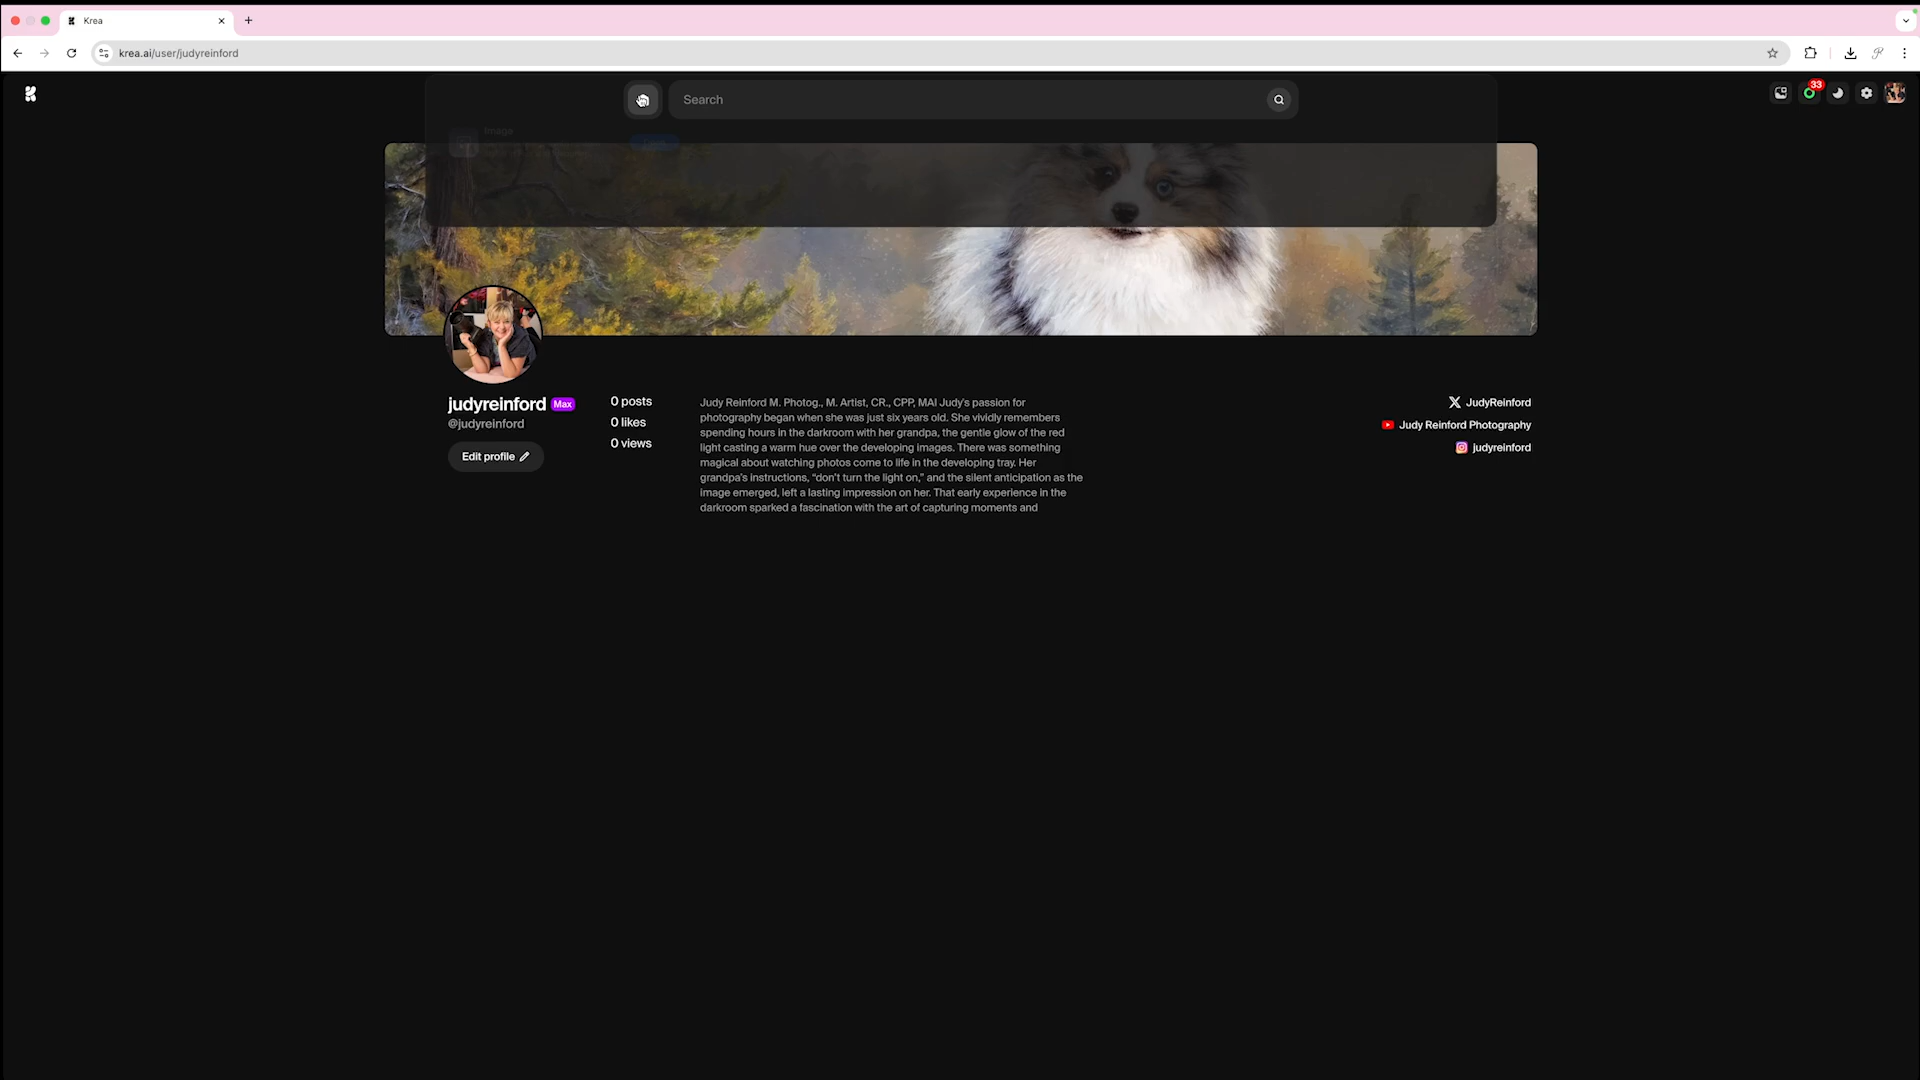 Krea
krea.ai/user/judyreinford
Search
33
Image
judyreinford Max
@judyreinford
Edit profile
0 posts
0 likes
0 views
Judy Reinford M. Photog., M. Artist, CR., CPP, MAI Judy's passion for
photography began when she was just six years old. She vividly remembers
spending hours in the darkroom with her grandpa, the gentle glow of the red
light casting a warm hue over the developing images. There was something
magical about watching photos come to life in the developing tray. Her
grandpa's instructions, “don't turn the light on,” and the silent anticipation as the
image emerged, left a lasting impression on her. That early experience in the
darkroom sparked a fascination with the art of capturing moments and
JudyReinford
Judy Reinford Photography
judyreinford